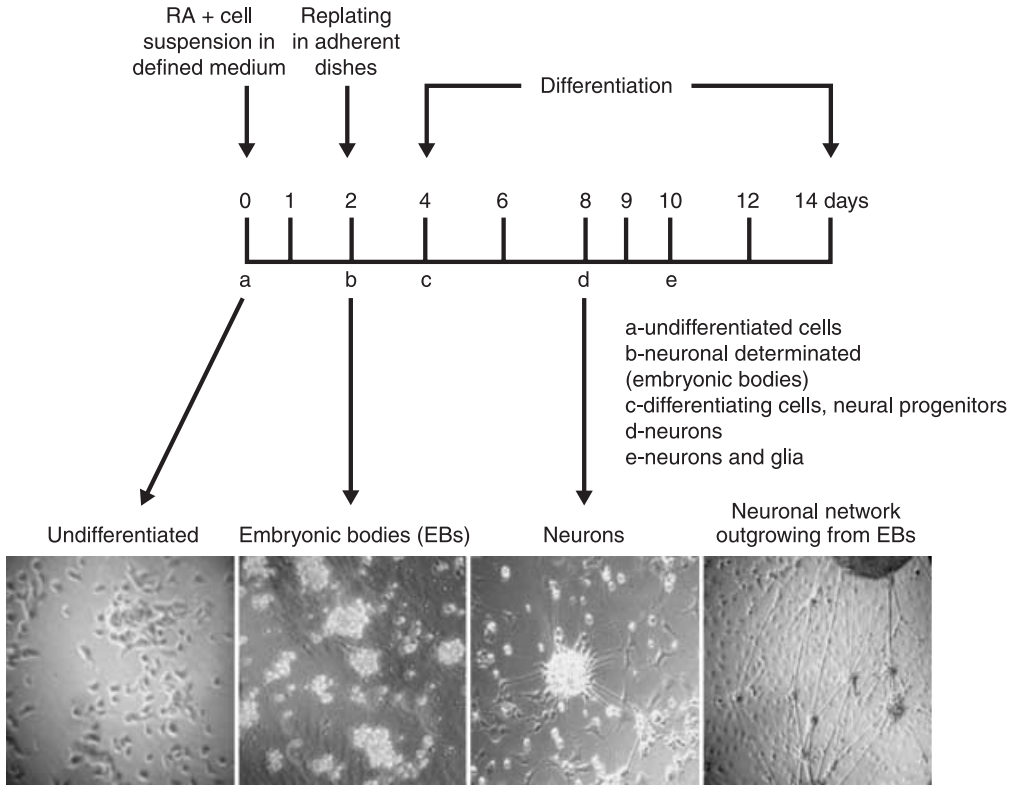 RA + cell
suspension in
defined medium
Replating
in adherent
dishes
Differentiation
0 1 2 4 6 8 9 10 12 14 days
a b c d e
a-undifferentiated cells
b-neuronal determinated
(embryonic bodies)
c-differentiating cells, neural progenitors
d-neurons
e-neurons and glia
Undifferentiated
Embryonic bodies (EBs)
Neurons
Neuronal network
outgrowing from EBs